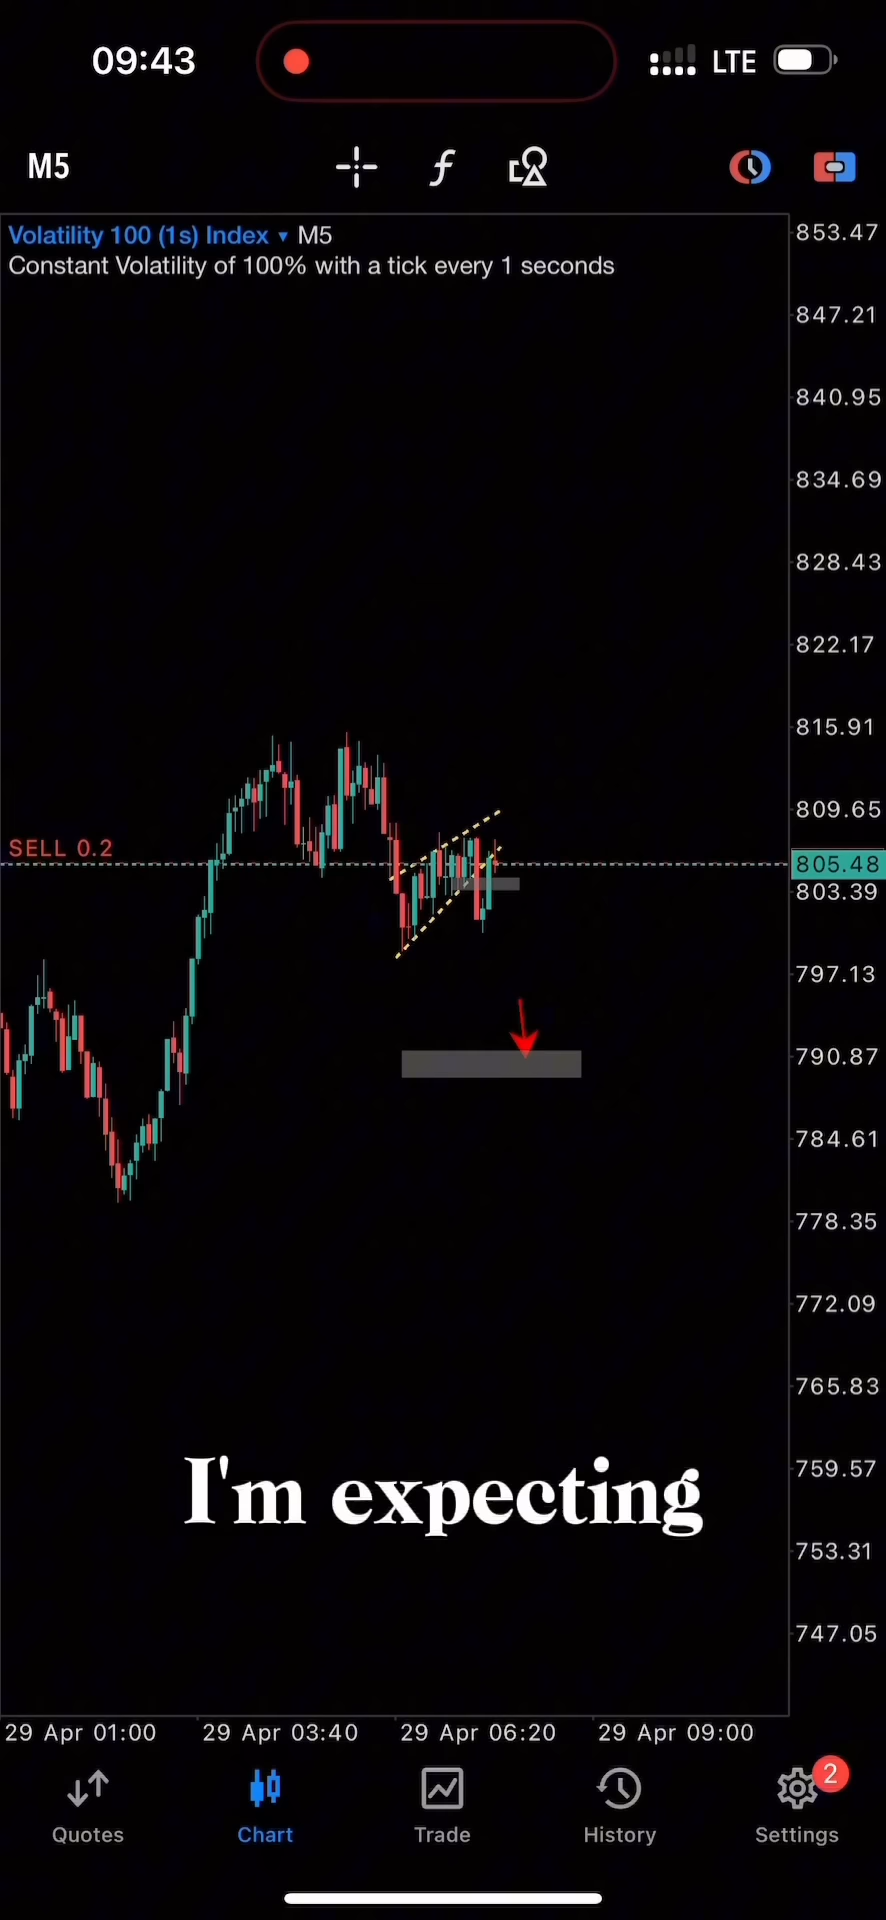 09:43
LTE
M5
Volatility 100 (1s) Index ▾ M5
Constant Volatility of 100% with a tick every 1 seconds
853.47
847.21
840.95
834.69
828.43
822.17
815.91
809.65
SELL 0.2
805.48
803.39
797.13
790.87
784.61
778.35
772.09
765.83
759.57
I'm expecting
753.31
747.05
29 Apr 01:00 29 Apr 03:40 29 Apr 06:20 29 Apr 09:00
2
Quotes Chart Trade History Settings